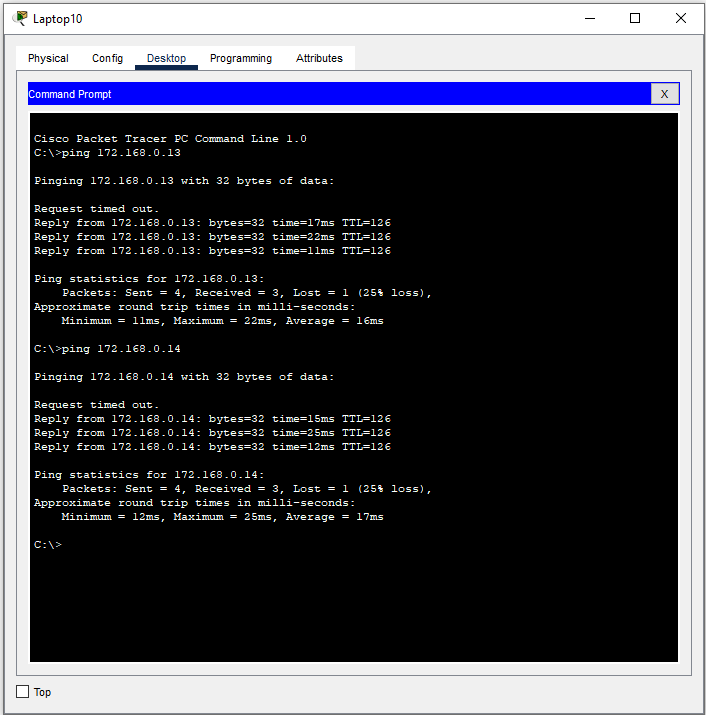 Laptop10
Physical Config Desktop Programming Attributes
Command Prompt X
Cisco Packet Tracer PC Command Line 1.0
C:\>ping 172.168.0.13
Pinging 172.168.0.13 with 32 bytes of data:
Request timed out.
Reply from 172.168.0.13: bytes=32 time=17ms TTL=126
Reply from 172.168.0.13: bytes=32 time=22ms TTL=126
Reply from 172.168.0.13: bytes=32 time=11ms TTL=126
Ping statistics for 172.168.0.13:
    Packets: Sent = 4, Received = 3, Lost = 1 (25% loss),
Approximate round trip times in milli-seconds:
    Minimum = 11ms, Maximum = 22ms, Average = 16ms
C:\>ping 172.168.0.14
Pinging 172.168.0.14 with 32 bytes of data:
Request timed out.
Reply from 172.168.0.14: bytes=32 time=15ms TTL=126
Reply from 172.168.0.14: bytes=32 time=25ms TTL=126
Reply from 172.168.0.14: bytes=32 time=12ms TTL=126
Ping statistics for 172.168.0.14:
    Packets: Sent = 4, Received = 3, Lost = 1 (25% loss),
Approximate round trip times in milli-seconds:
    Minimum = 12ms, Maximum = 25ms, Average = 17ms
C:\>
Top